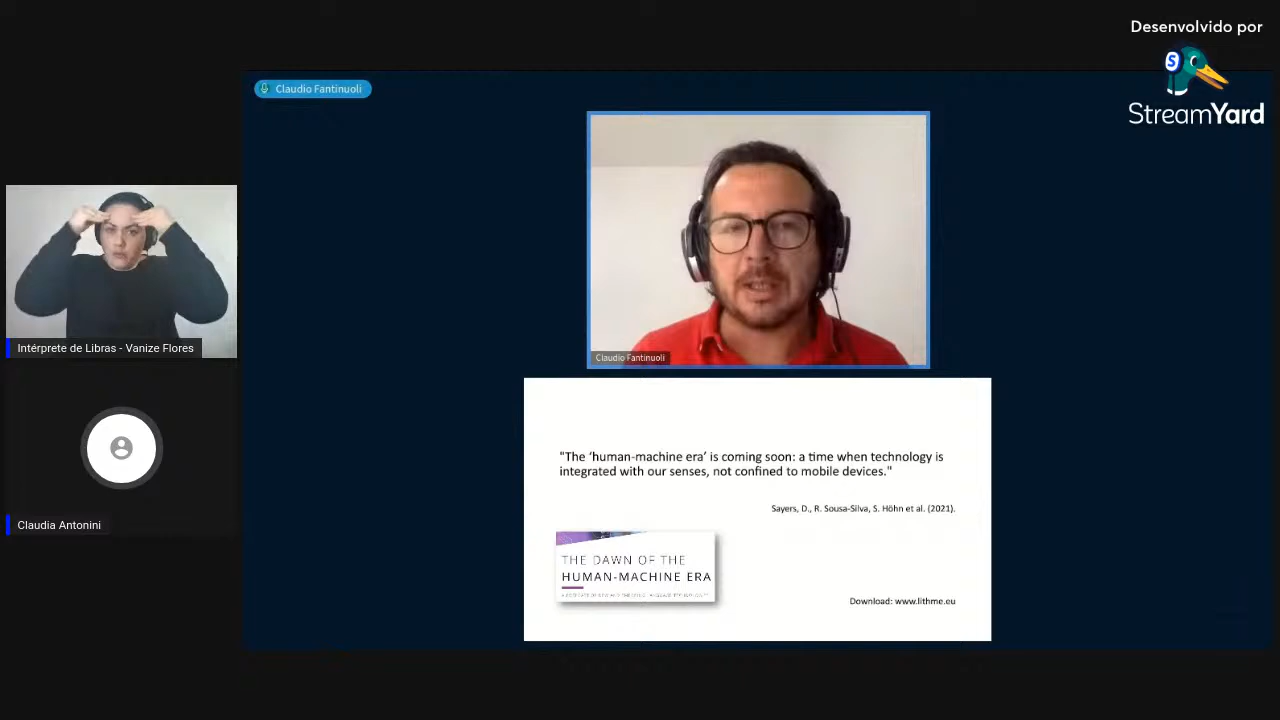 Desenvolvido por
S
StreamYard
Claudio Fantinuoli
Claudio Fantinuoli
Intérprete de Libras - Vanize Flores
Claudia Antonini
"The ‘human-machine era’ is coming soon: a time when technology is
integrated with our senses, not confined to mobile devices."
Sayers, D., R. Sousa-Silva, S. Höhn et al. (2021).
THE DAWN OF THE
HUMAN-MACHINE ERA
Download: www.lithme.eu